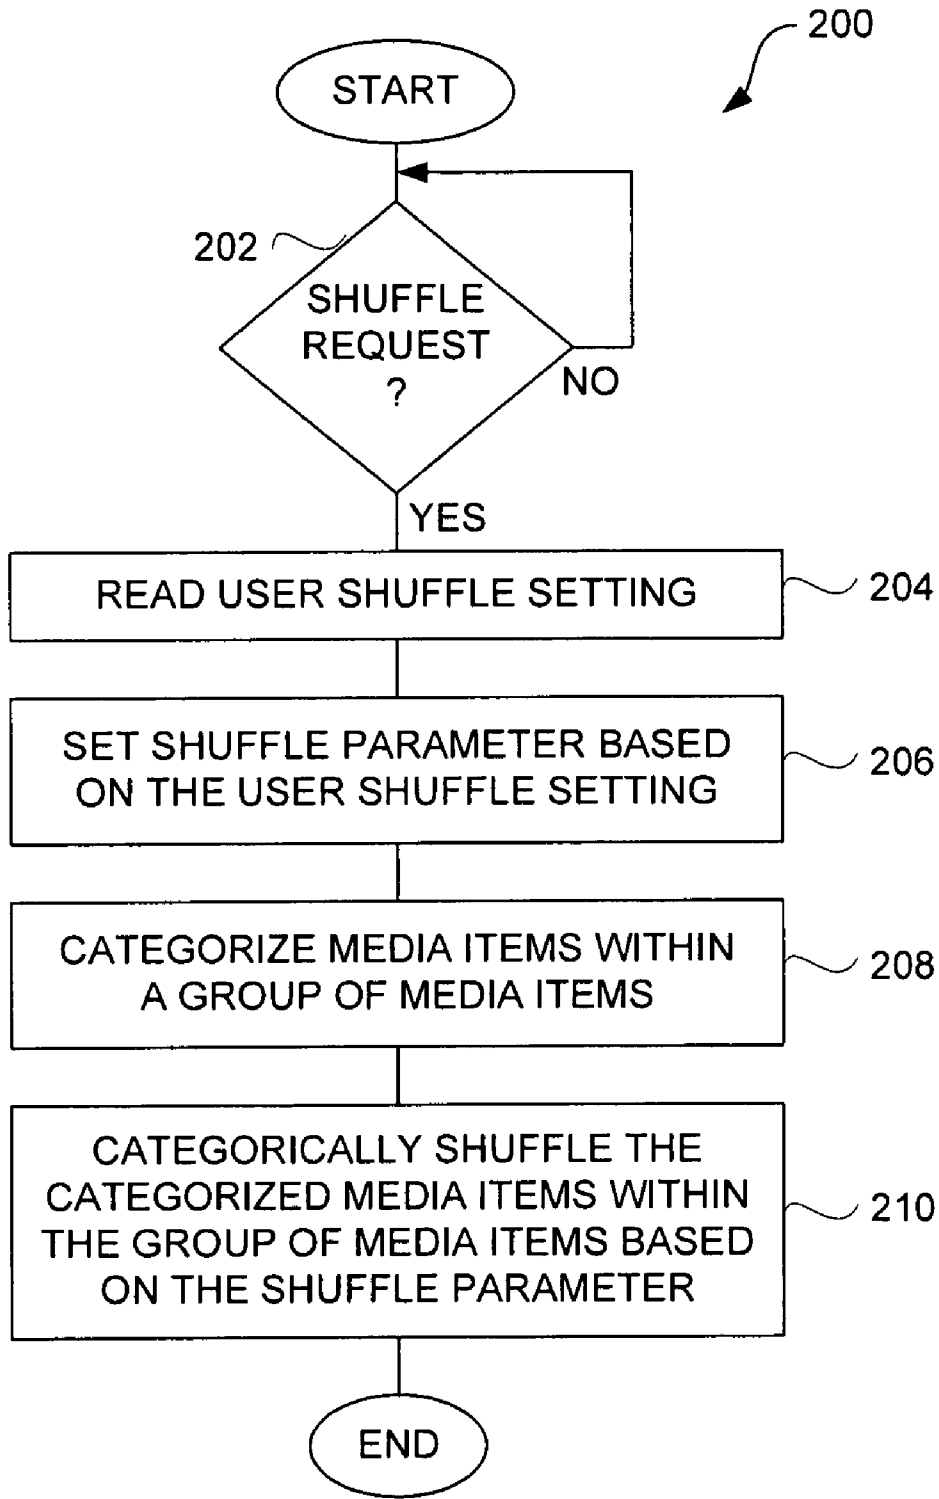 200
START
202
SHUFFLE
REQUEST
?
NO
YES
READ USER SHUFFLE SETTING
204
SET SHUFFLE PARAMETER BASED
ON THE USER SHUFFLE SETTING
206
CATEGORIZE MEDIA ITEMS WITHIN
A GROUP OF MEDIA ITEMS
208
CATEGORICALLY SHUFFLE THE
CATEGORIZED MEDIA ITEMS WITHIN
THE GROUP OF MEDIA ITEMS BASED
ON THE SHUFFLE PARAMETER
210
END